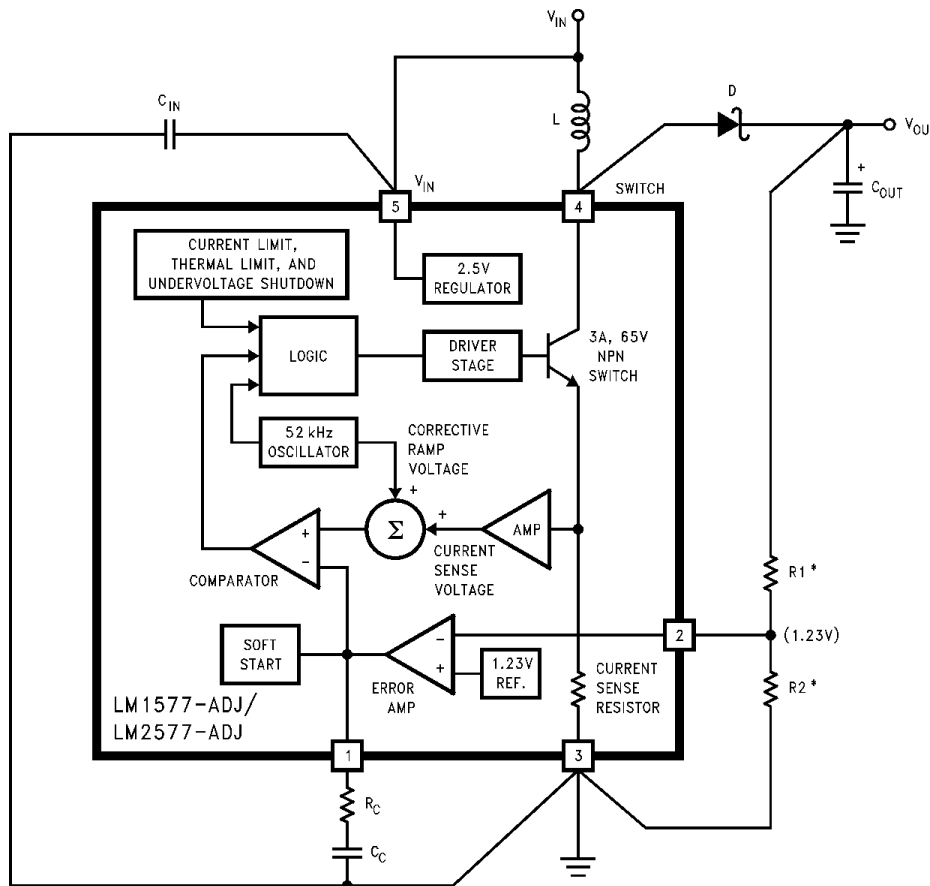 V_IN
D
C_IN
L
V_OU
+
C_OUT
V_IN
SWITCH
5
4
CURRENT LIMIT,
THERMAL LIMIT, AND
UNDERVOLTAGE SHUTDOWN
2.5V
REGULATOR
3A, 65V
NPN
SWITCH
LOGIC
DRIVER
STAGE
52 kHz
OSCILLATOR
CORRECTIVE
RAMP
VOLTAGE
+
+
Σ
AMP
+
−
COMPARATOR
CURRENT
SENSE
VOLTAGE
R1*
2
(1.23V)
SOFT
START
−
+
1.23V
REF.
ERROR
AMP
CURRENT
SENSE
RESISTOR
R2*
LM1577-ADJ/
LM2577-ADJ
1
3
R_C
C_C